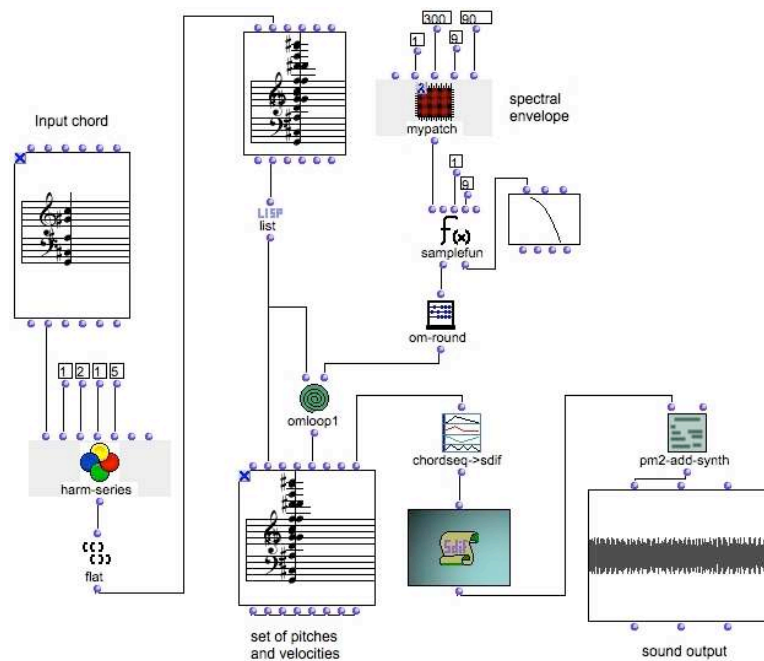 300
90
1
9
mypatch
spectral
envelope
Input chord
LISP
list
1
9
f(x)
samplefun
om-round
1
2
1
5
omloop1
harm-series
chordseq->sdif
pm2-add-synth
Sdif
flat
set of pitches
and velocities
sound output